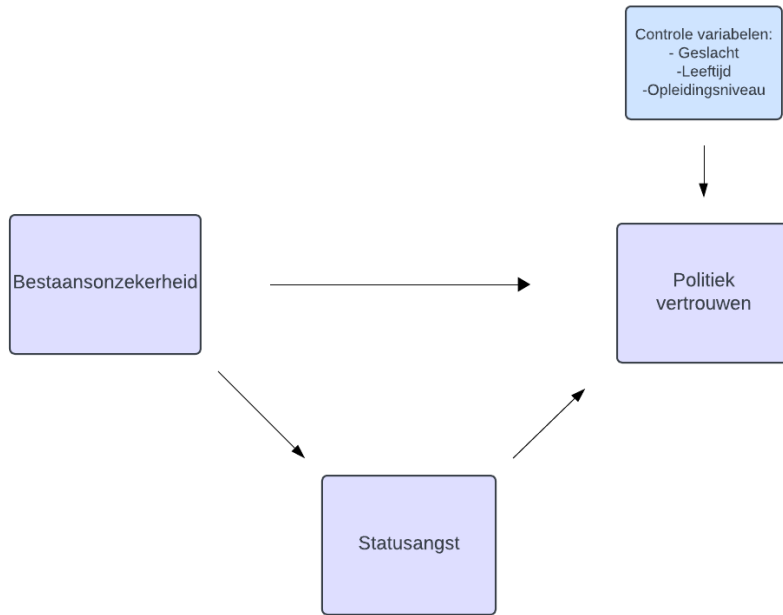 Controle variabelen:
- Geslacht
-Leeftijd
-Opleidingsniveau
Bestaansonzekerheid
Politiek
vertrouwen
Statusangst